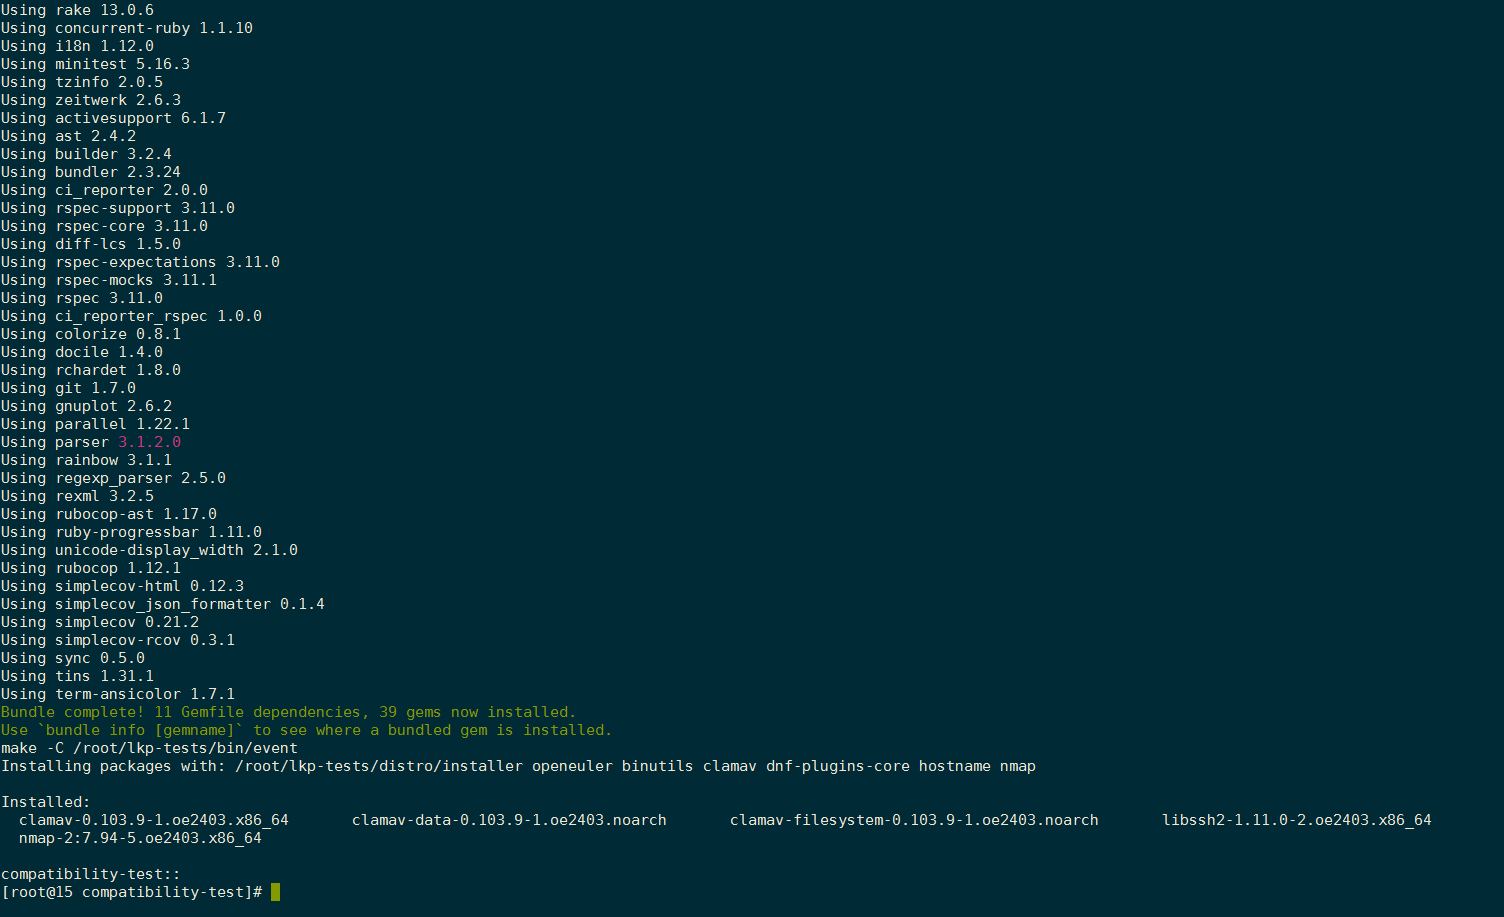 Using rake 13.0.6
Using concurrent-ruby 1.1.10
Using i18n 1.12.0
Using minitest 5.16.3
Using tzinfo 2.0.5
Using zeitwerk 2.6.3
Using activesupport 6.1.7
Using ast 2.4.2
Using builder 3.2.4
Using bundler 2.3.24
Using ci_reporter 2.0.0
Using rspec-support 3.11.0
Using rspec-core 3.11.0
Using diff-lcs 1.5.0
Using rspec-expectations 3.11.0
Using rspec-mocks 3.11.1
Using rspec 3.11.0
Using ci_reporter_rspec 1.0.0
Using colorize 0.8.1
Using docile 1.4.0
Using rchardet 1.8.0
Using git 1.7.0
Using gnuplot 2.6.2
Using parallel 1.22.1
Using parser 3.1.2.0
Using rainbow 3.1.1
Using regexp_parser 2.5.0
Using rexml 3.2.5
Using rubocop-ast 1.17.0
Using ruby-progressbar 1.11.0
Using unicode-display_width 2.1.0
Using rubocop 1.12.1
Using simplecov-html 0.12.3
Using simplecov_json_formatter 0.1.4
Using simplecov 0.21.2
Using simplecov-rcov 0.3.1
Using sync 0.5.0
Using tins 1.31.1
Using term-ansicolor 1.7.1
Bundle complete! 11 Gemfile dependencies, 39 gems now installed.
Use `bundle info [gemname]` to see where a bundled gem is installed.
make -C /root/lkp-tests/bin/event
Installing packages with: /root/lkp-tests/distro/installer openeuler binutils clamav dnf-plugins-core hostname nmap
Installed:
clamav-0.103.9-1.oe2403.x86_64 clamav-data-0.103.9-1.oe2403.noarch clamav-filesystem-0.103.9-1.oe2403.noarch libssh2-1.11.0-2.oe2403.x86_64
nmap-2:7.94-5.oe2403.x86_64
compatibility-test::
[root@15 compatibility-test]#